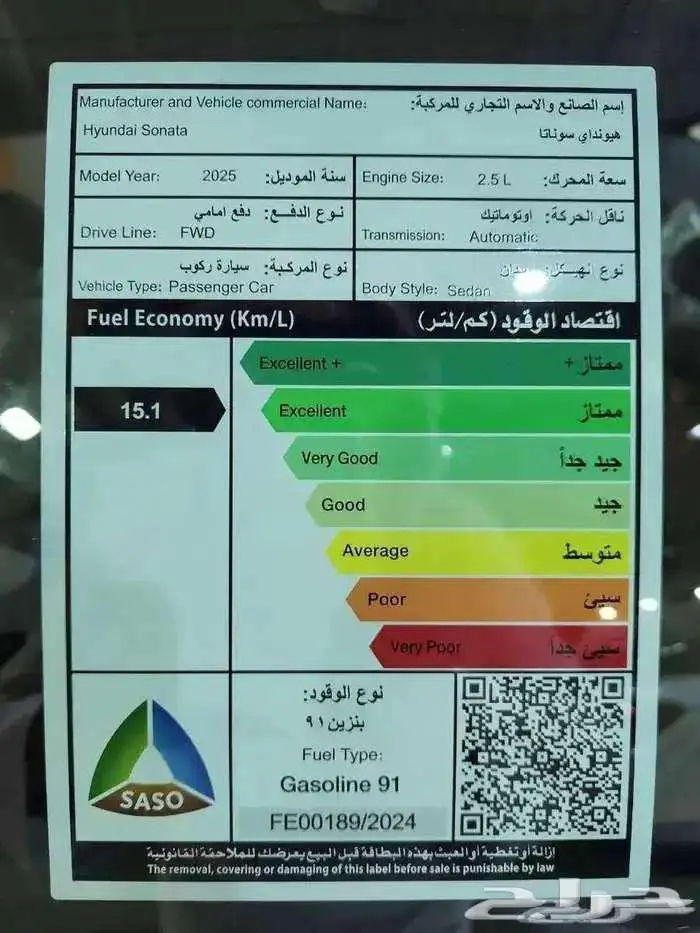 Manufacturer and Vehicle commercial Name: إسم الصانع والاسم التجاري للمركبة:
Hyundai Sonata هيونداي سوناتا
Model Year: 2025 سنة الموديل:
Engine Size: 2.5 L سعة المحرك:
نوع الدفع: دفع امامي
Drive Line: FWD
ناقل الحركة: اوتوماتيك
Transmission: Automatic
نوع المركبة: سيارة ركوب
Vehicle Type: Passenger Car
نوع الهيكل:
Body Style: Sedan
Fuel Economy (Km/L) اقتصاد الوقود (كم/لتر)
15.1
Excellent + ممتاز +
Excellent ممتاز
Very Good جيد جداً
Good جيد
Average متوسط
Poor سيئ
Very Poor سيئ جداً
SASO
نوع الوقود:
بنزين ٩١
Fuel Type:
Gasoline 91
FE00189/2024
إزالة أو تغطية أو العبث بهذه البطاقة قبل البيع يعرضك للملاحقة القانونية
The removal, covering or damaging of this label before sale is punishable by law
حراج